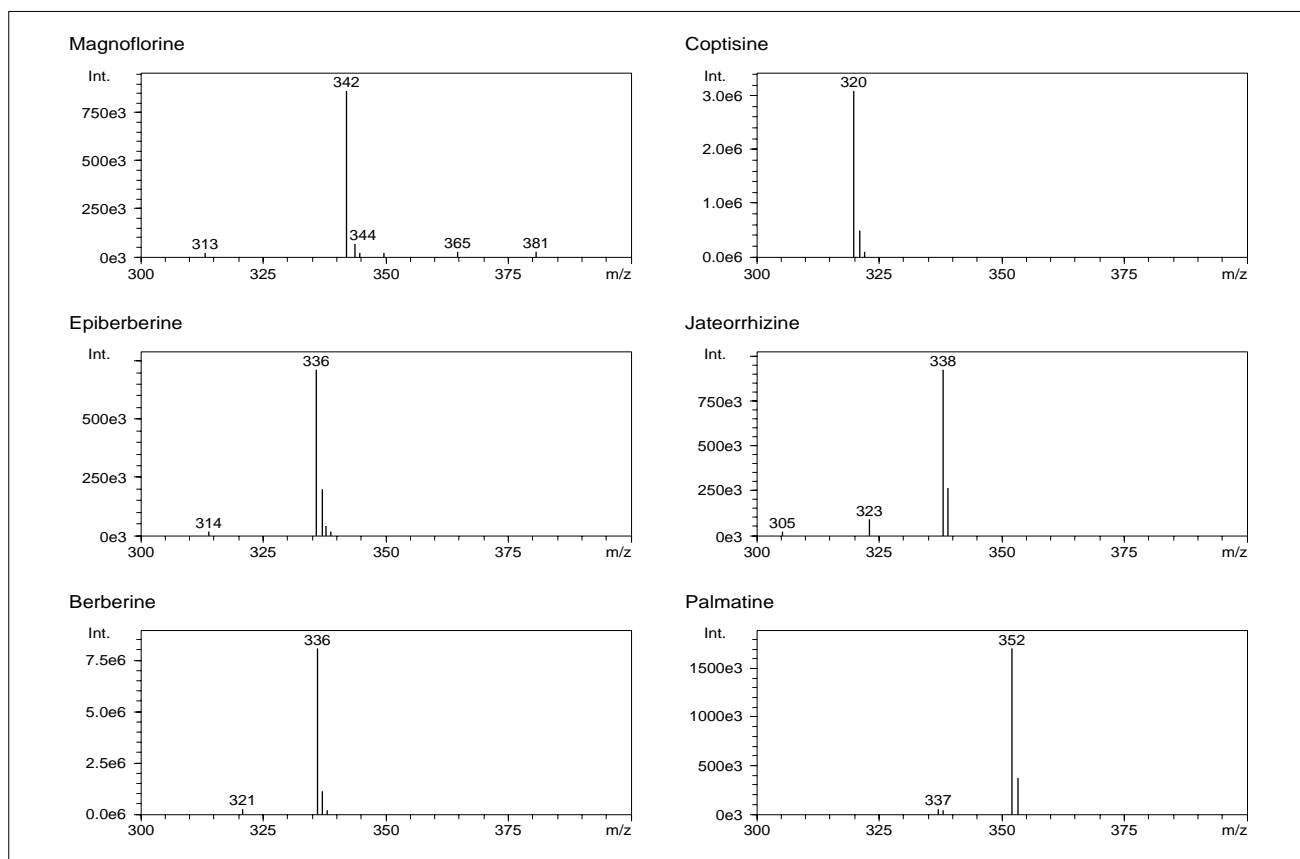 Magnoflorine
Int.
342
750e3
500e3
250e3
313
344
365
381
0e3
300 325 350 375 m/z
Coptisine
Int.
320
3.0e6
2.0e6
1.0e6
0.0e6
300 325 350 375 m/z
Epiberberine
Int.
336
500e3
250e3
314
0e3
300 325 350 375 m/z
Jateorrhizine
Int.
338
750e3
500e3
250e3
305
323
0e3
300 325 350 375 m/z
Berberine
Int.
336
7.5e6
5.0e6
2.5e6
321
0.0e6
300 325 350 375 m/z
Palmatine
Int.
352
1500e3
1000e3
500e3
337
0e3
300 325 350 375 m/z